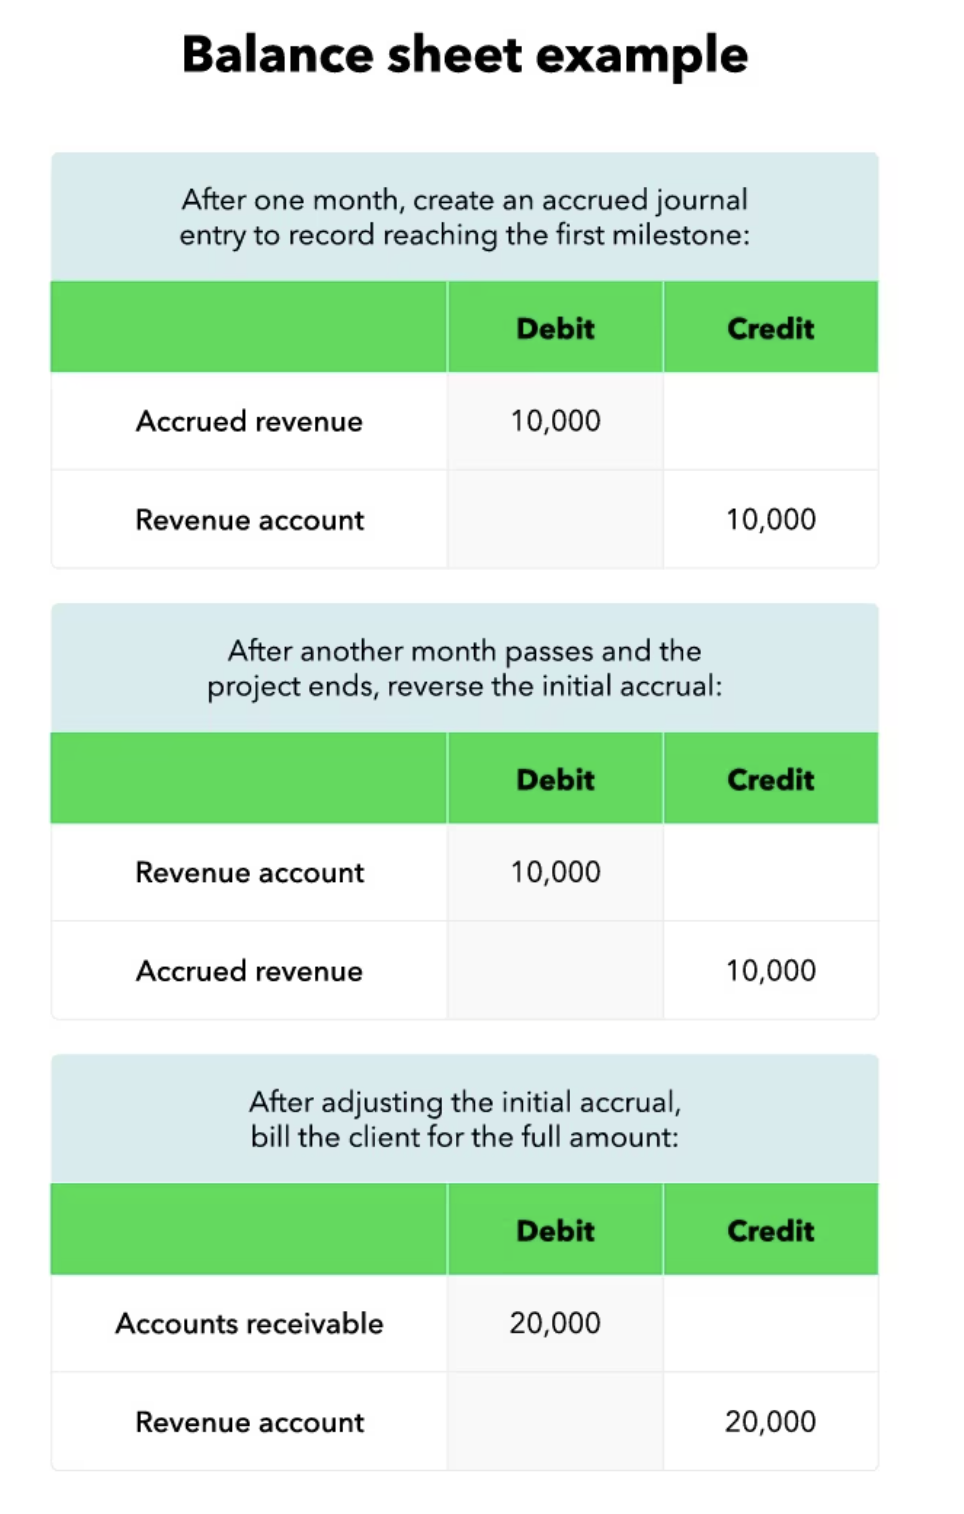 Balance sheet example
After one month, create an accrued journal
entry to record reaching the first milestone:
Debit Credit
Accrued revenue 10,000
Revenue account 10,000
After another month passes and the
project ends, reverse the initial accrual:
Debit Credit
Revenue account 10,000
Accrued revenue 10,000
After adjusting the initial accrual,
bill the client for the full amount:
Debit Credit
Accounts receivable 20,000
Revenue account 20,000